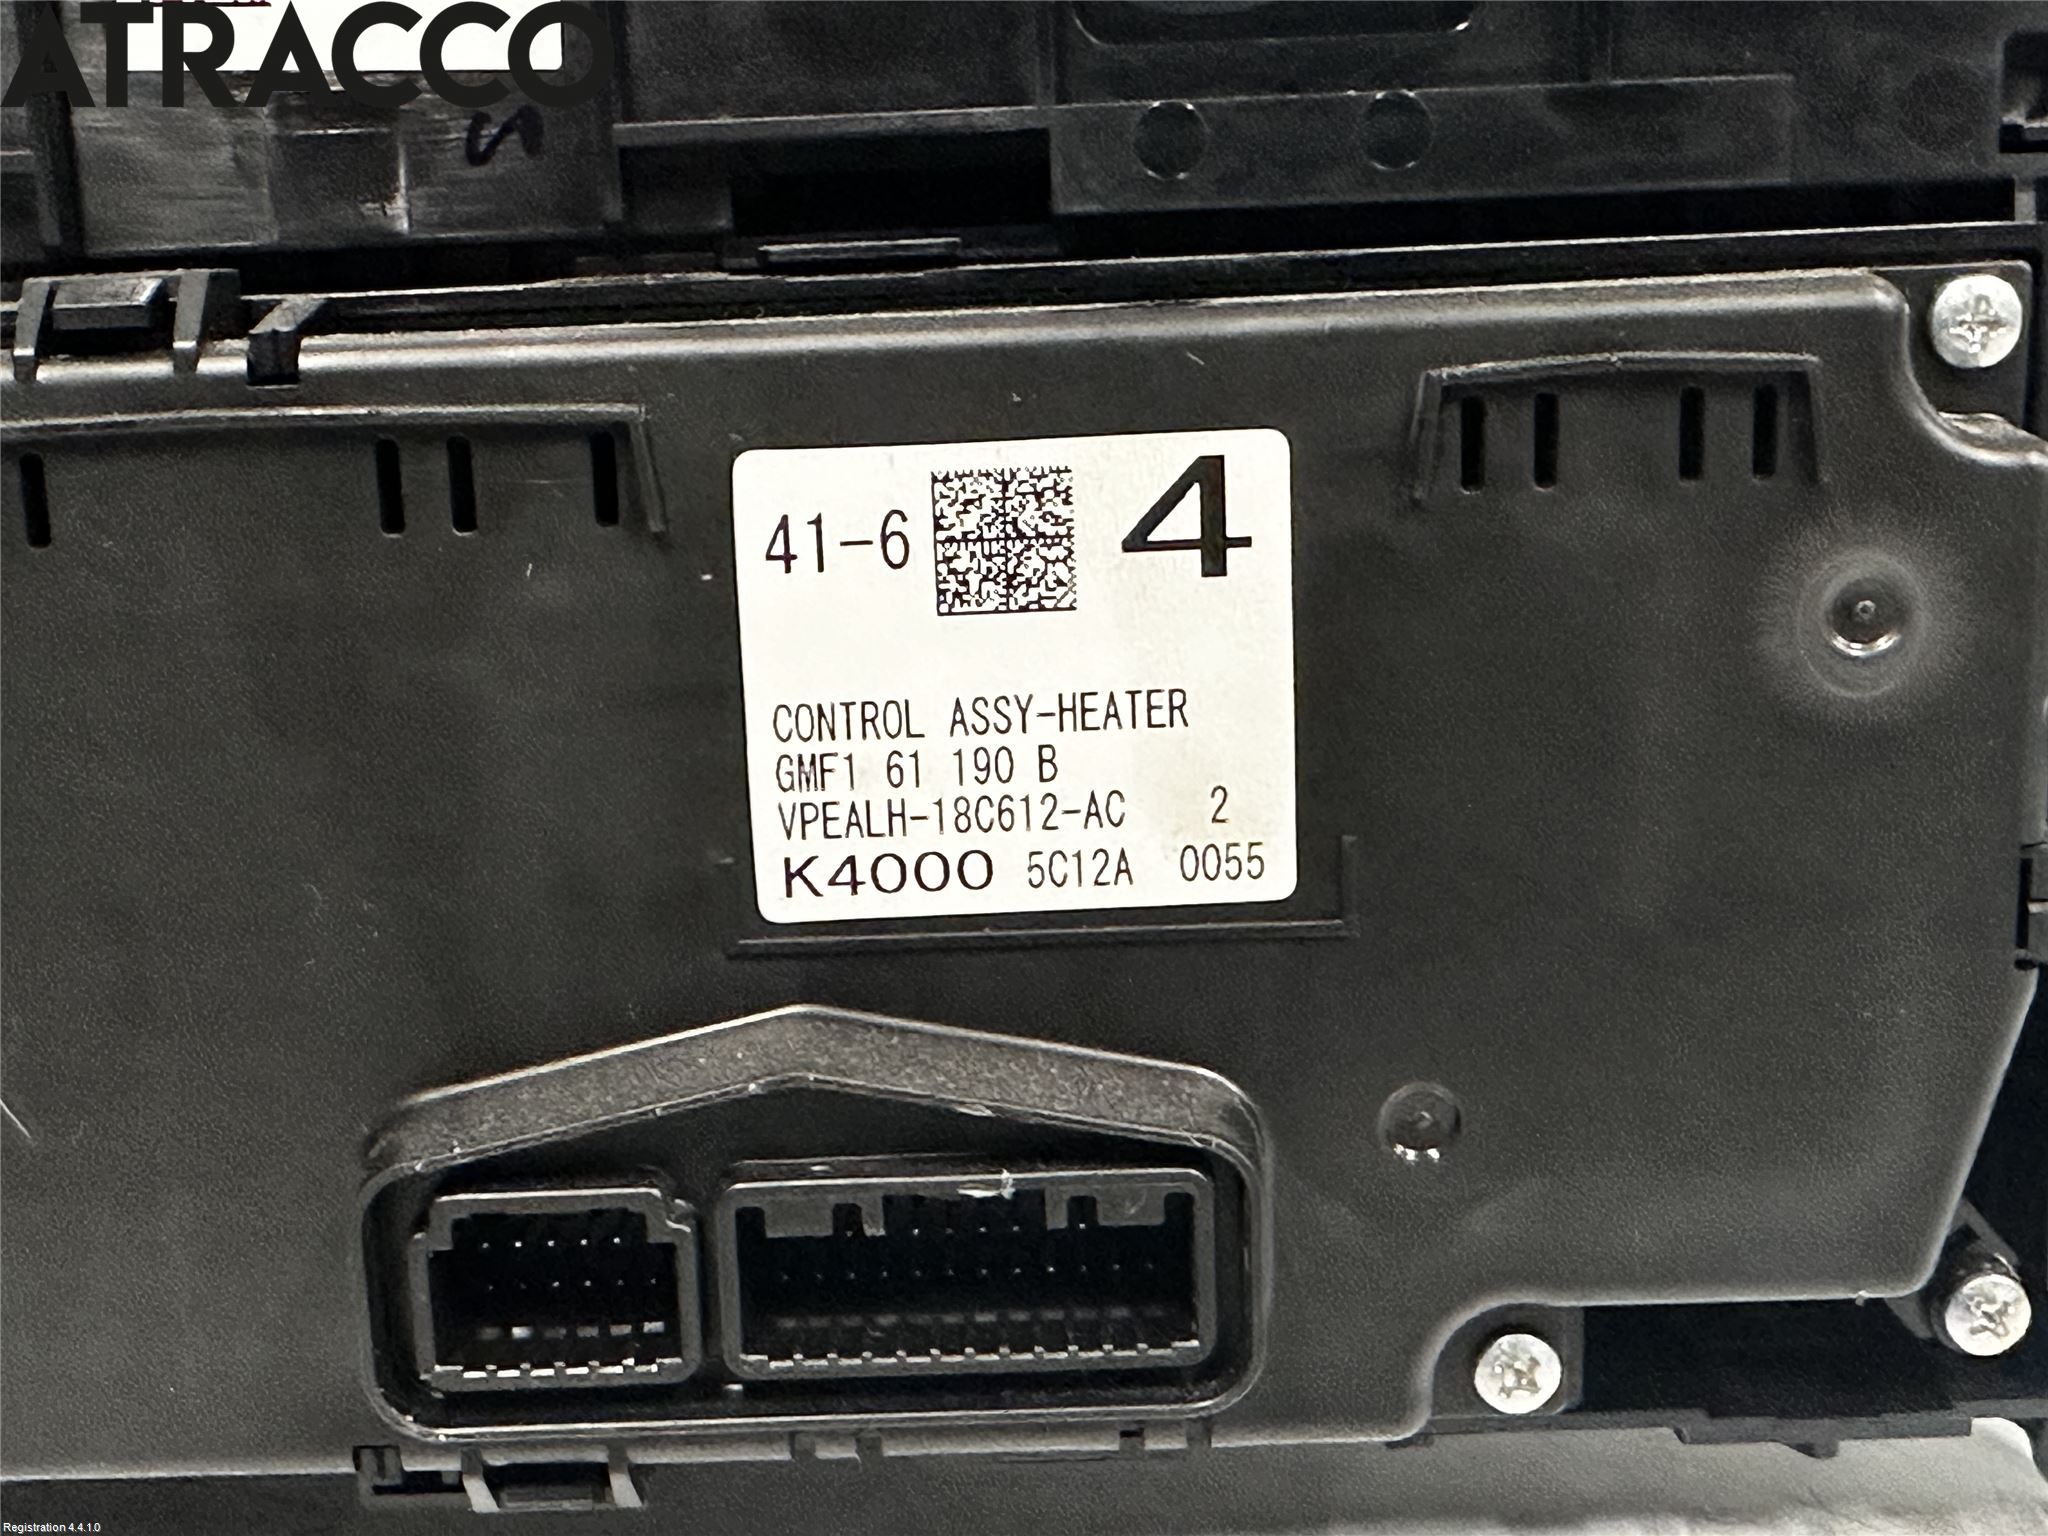 ATRACCO
41-6 4
CONTROL ASSY-HEATER
GMF1 61 190 B
VPEALH-18C612-AC 2
K4000 5C12A 0055
Registration 4.4.1.0